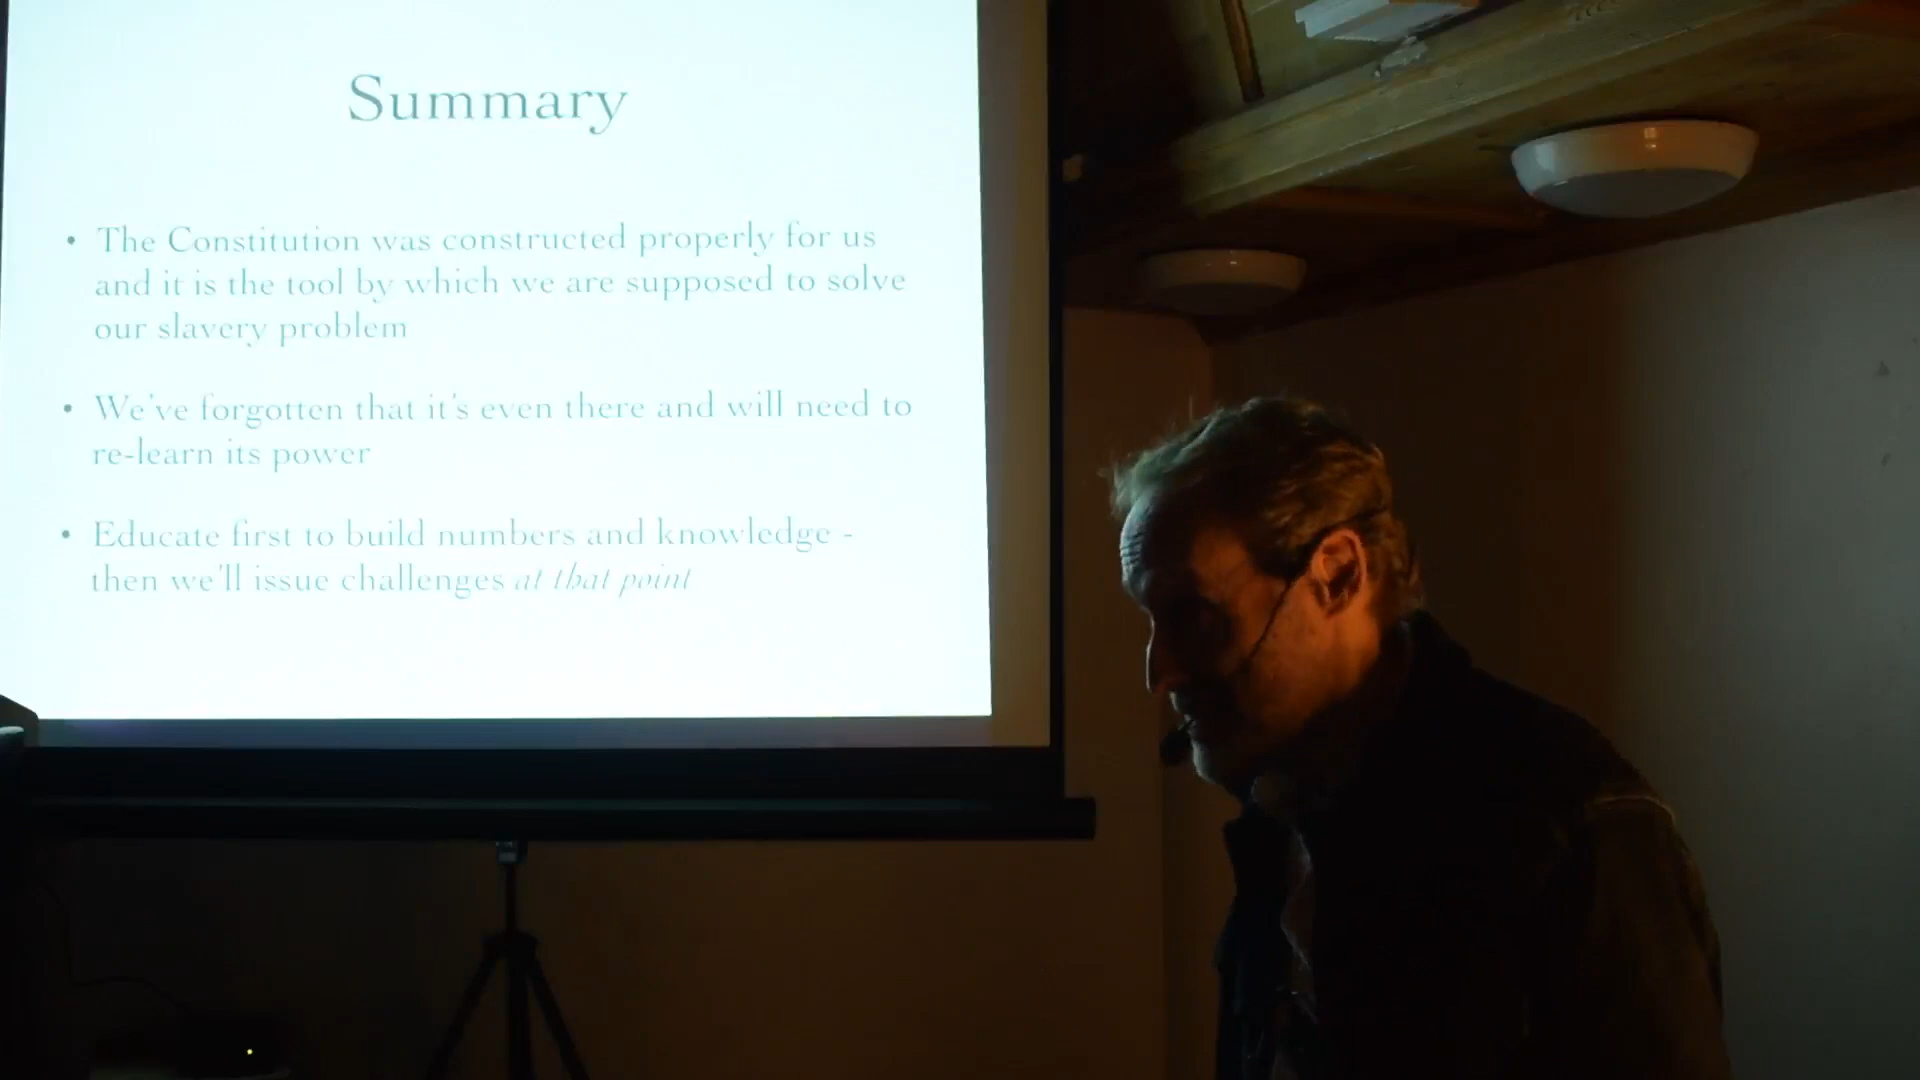 Summary
• The Constitution was constructed properly for us
and it is the tool by which we are supposed to solve
our slavery problem
• We've forgotten that it's even there and will need to
re-learn its power
• Educate first to build numbers and knowledge -
then we'll issue challenges at that point